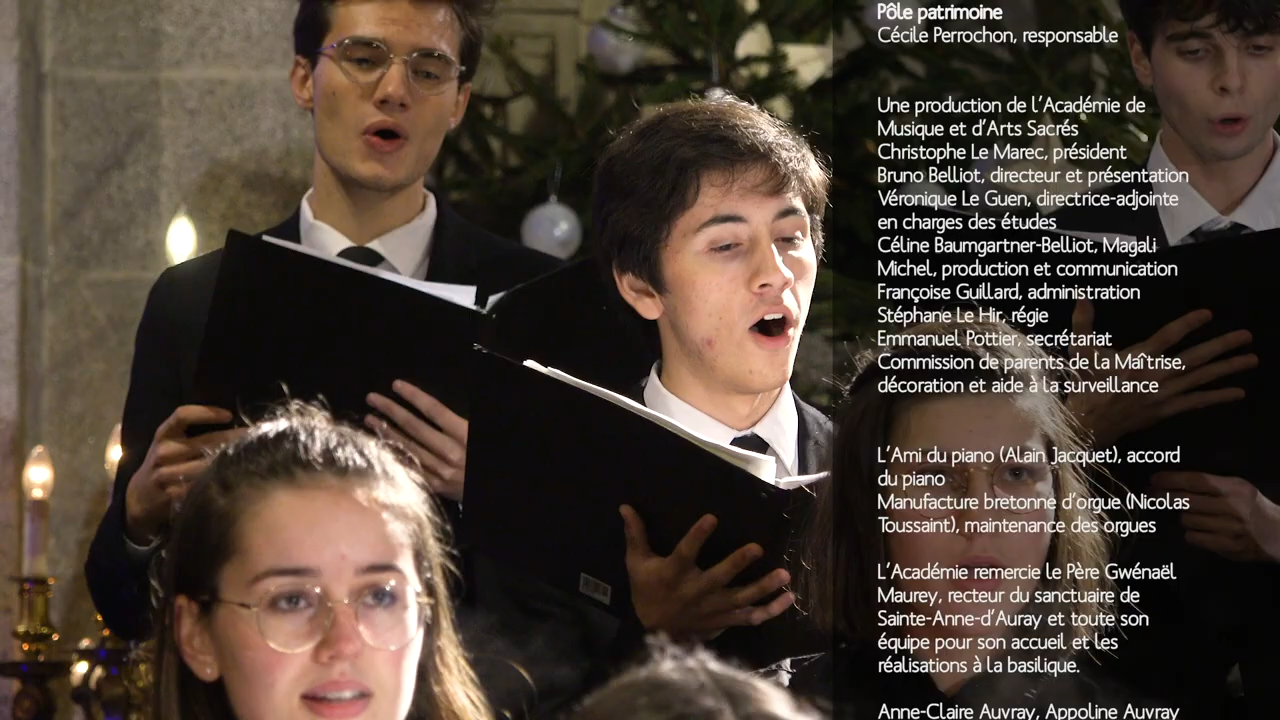 Pôle patrimoine
Cécile Perrochon, responsable
Une production de l'Académie de
Musique et d'Arts Sacrés
Christophe Le Marec, président
Bruno Belliot, directeur et présentation
Véronique Le Guen, directrice-adjointe
en charges des études
Céline Baumgartner-Belliot, Magali
Michel, production et communication
Françoise Guillard, administration
Stéphane Le Hir, régie
Emmanuel Pottier, secrétariat
Commission de parents de la Maîtrise,
décoration et aide à la surveillance
L'Ami du piano (Alain Jacquet), accord
du piano
Manufacture bretonne d'orgue (Nicolas
Toussaint), maintenance des orgues
L'Académie remercie le Père Gwénaël
Maurey, recteur du sanctuaire de
Sainte-Anne-d'Auray et toute son
équipe pour son accueil et les
réalisations à la basilique.
Anne-Claire Auvray, Appoline Auvray